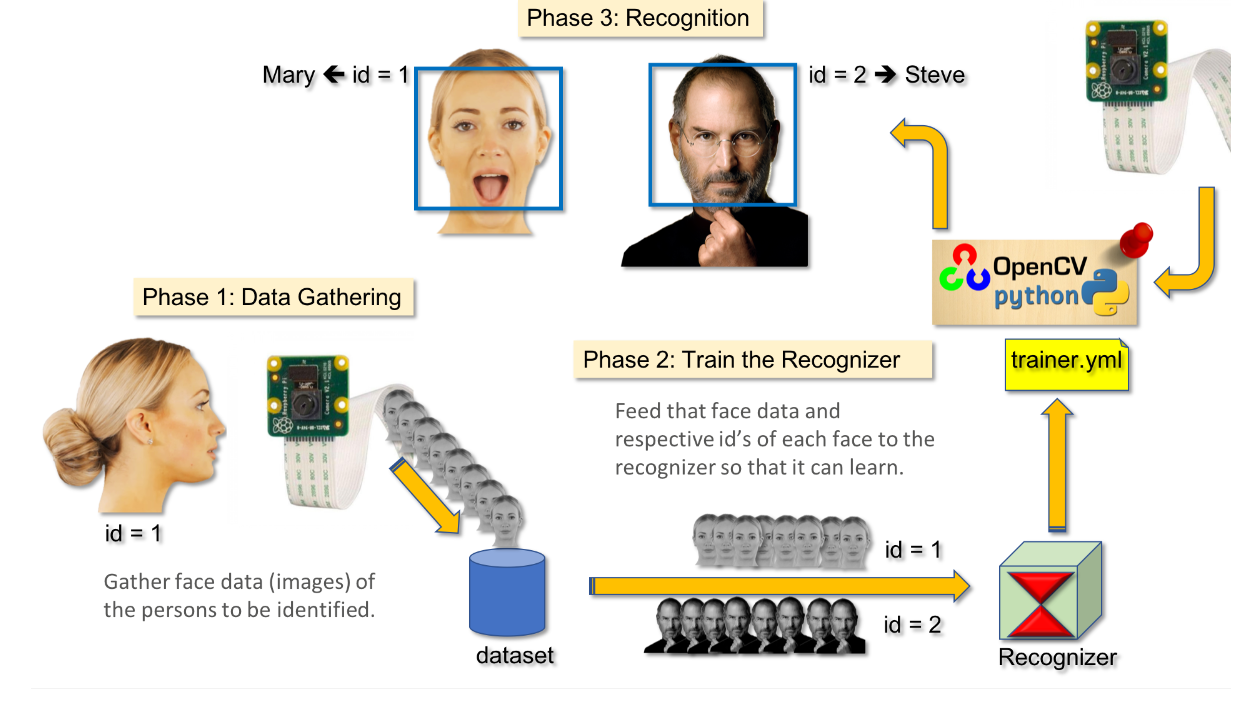 Phase 3: Recognition
Mary 🡸 id = 1
id = 2 🡺 Steve
OpenCV
python
Phase 1: Data Gathering
trainer.yml
Phase 2: Train the Recognizer
Feed that face data and
respective id’s of each face to the
recognizer so that it can learn.
id = 1
Gather face data (images) of
the persons to be identified.
id = 1
id = 2
dataset
Recognizer